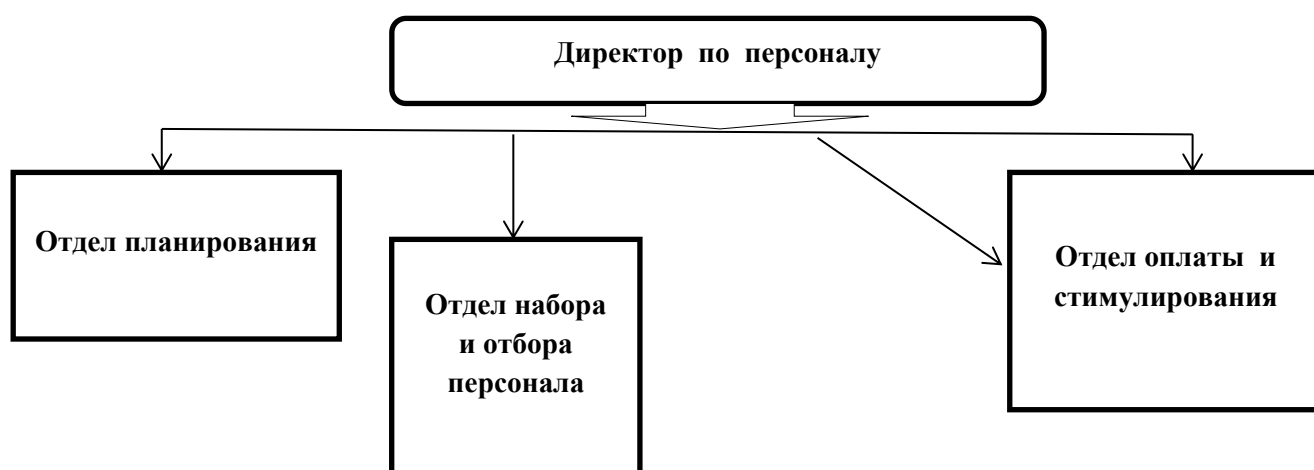 Директор по персоналу
Отдел планирования
Отдел набора
и отбора
персонала
Отдел оплаты и
стимулирования